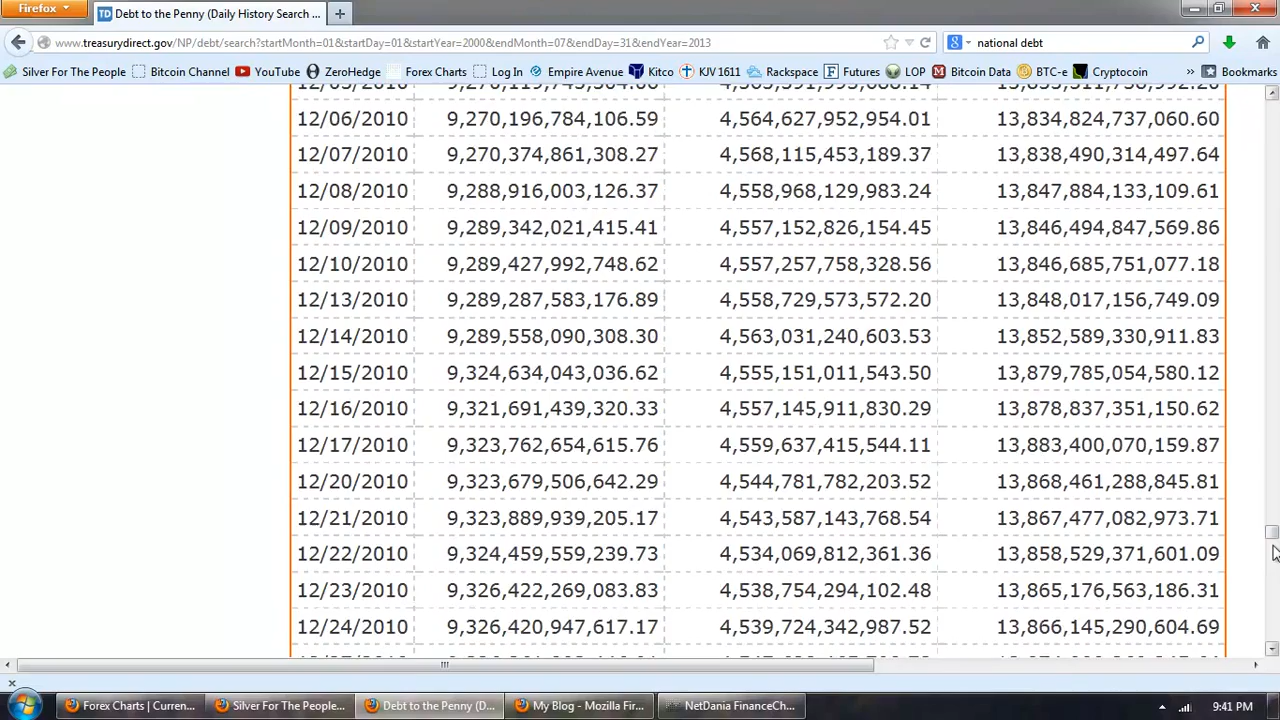 Firefox
Debt to the Penny (Daily History Search ...
www.treasurydirect.gov/NP/debt/search?startMonth=01&startDay=01&startYear=2000&endMonth=07&endDay=31&endYear=2013
national debt
Silver For The People Bitcoin Channel YouTube ZeroHedge Forex Charts Log In Empire Avenue Kitco KJV 1611 Rackspace Futures LOP Bitcoin Data BTC-e Cryptocoin » Bookmarks
12/06/2010 9,270,196,784,106.59 4,564,627,952,954.01 13,834,824,737,060.60
12/07/2010 9,270,374,861,308.27 4,568,115,453,189.37 13,838,490,314,497.64
12/08/2010 9,288,916,003,126.37 4,558,968,129,983.24 13,847,884,133,109.61
12/09/2010 9,289,342,021,415.41 4,557,152,826,154.45 13,846,494,847,569.86
12/10/2010 9,289,427,992,748.62 4,557,257,758,328.56 13,846,685,751,077.18
12/13/2010 9,289,287,583,176.89 4,558,729,573,572.20 13,848,017,156,749.09
12/14/2010 9,289,558,090,308.30 4,563,031,240,603.53 13,852,589,330,911.83
12/15/2010 9,324,634,043,036.62 4,555,151,011,543.50 13,879,785,054,580.12
12/16/2010 9,321,691,439,320.33 4,557,145,911,830.29 13,878,837,351,150.62
12/17/2010 9,323,762,654,615.76 4,559,637,415,544.11 13,883,400,070,159.87
12/20/2010 9,323,679,506,642.29 4,544,781,782,203.52 13,868,461,288,845.81
12/21/2010 9,323,889,939,205.17 4,543,587,143,768.54 13,867,477,082,973.71
12/22/2010 9,324,459,559,239.73 4,534,069,812,361.36 13,858,529,371,601.09
12/23/2010 9,326,422,269,083.83 4,538,754,294,102.48 13,865,176,563,186.31
12/24/2010 9,326,420,947,617.17 4,539,724,342,987.52 13,866,145,290,604.69
Forex Charts | Curren... Silver For The People... Debt to the Penny (D... My Blog - Mozilla Fir... NetDania FinanceCh... 9:41 PM